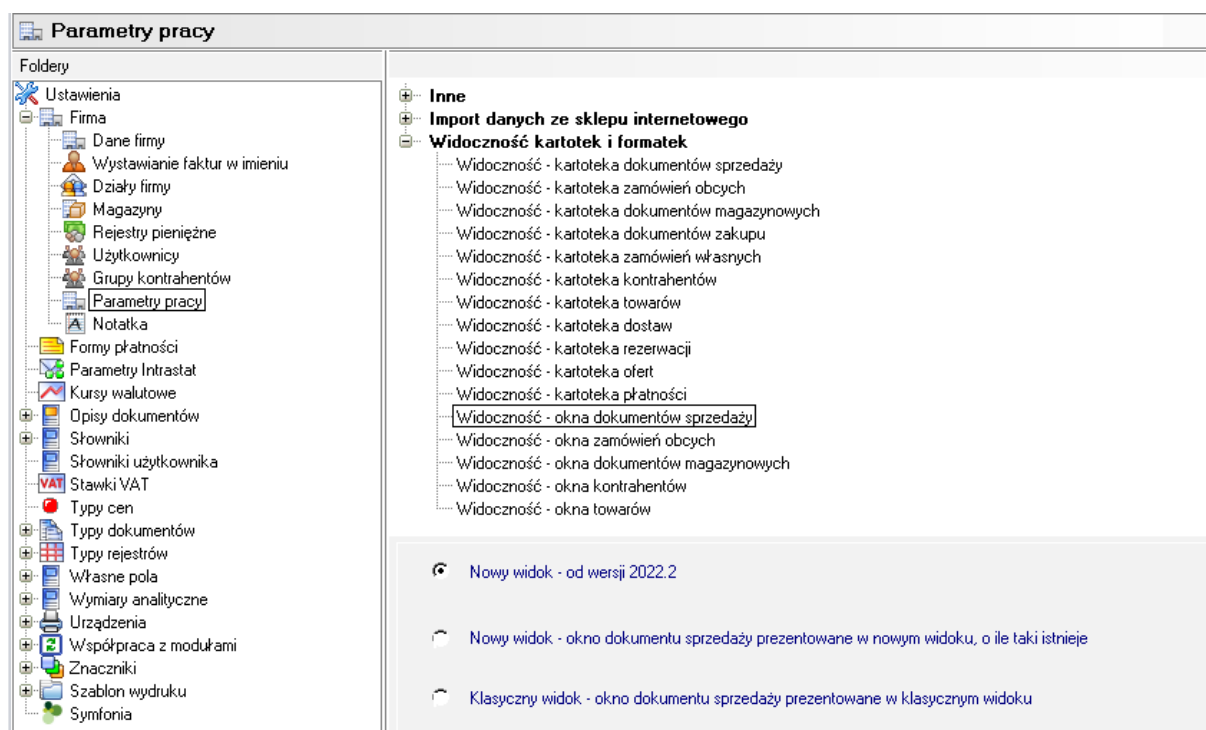 Parametry pracy
Foldery
Ustawienia
Firma
Dane firmy
Wystawianie faktur w imieniu
Działy firmy
Magazyny
Rejestry pieniężne
Użytkownicy
Grupy kontrahentów
Parametry pracy
Notatka
Formy płatności
Parametry Intrastat
Kursy walutowe
Opisy dokumentów
Słowniki
Słowniki użytkownika
VAT Stawki VAT
Typy cen
Typy dokumentów
Typy rejestrów
Własne pola
Wymiary analityczne
Urządzenia
Współpraca z modułami
Znaczniki
Szablon wydruku
Symfonia
Inne
Import danych ze sklepu internetowego
Widoczność kartotek i formatek
Widoczność - kartoteka dokumentów sprzedaży
Widoczność - kartoteka zamówień obcych
Widoczność - kartoteka dokumentów magazynowych
Widoczność - kartoteka dokumentów zakupu
Widoczność - kartoteka zamówień własnych
Widoczność - kartoteka kontrahentów
Widoczność - kartoteka towarów
Widoczność - kartoteka dostaw
Widoczność - kartoteka rezerwacji
Widoczność - kartoteka ofert
Widoczność - kartoteka płatności
Widoczność - okna dokumentów sprzedaży
Widoczność - okna zamówień obcych
Widoczność - okna dokumentów magazynowych
Widoczność - okna kontrahentów
Widoczność - okna towarów
Nowy widok - od wersji 2022.2
Nowy widok - okno dokumentu sprzedaży prezentowane w nowym widoku, o ile taki istnieje
Klasyczny widok - okno dokumentu sprzedaży prezentowane w klasycznym widoku